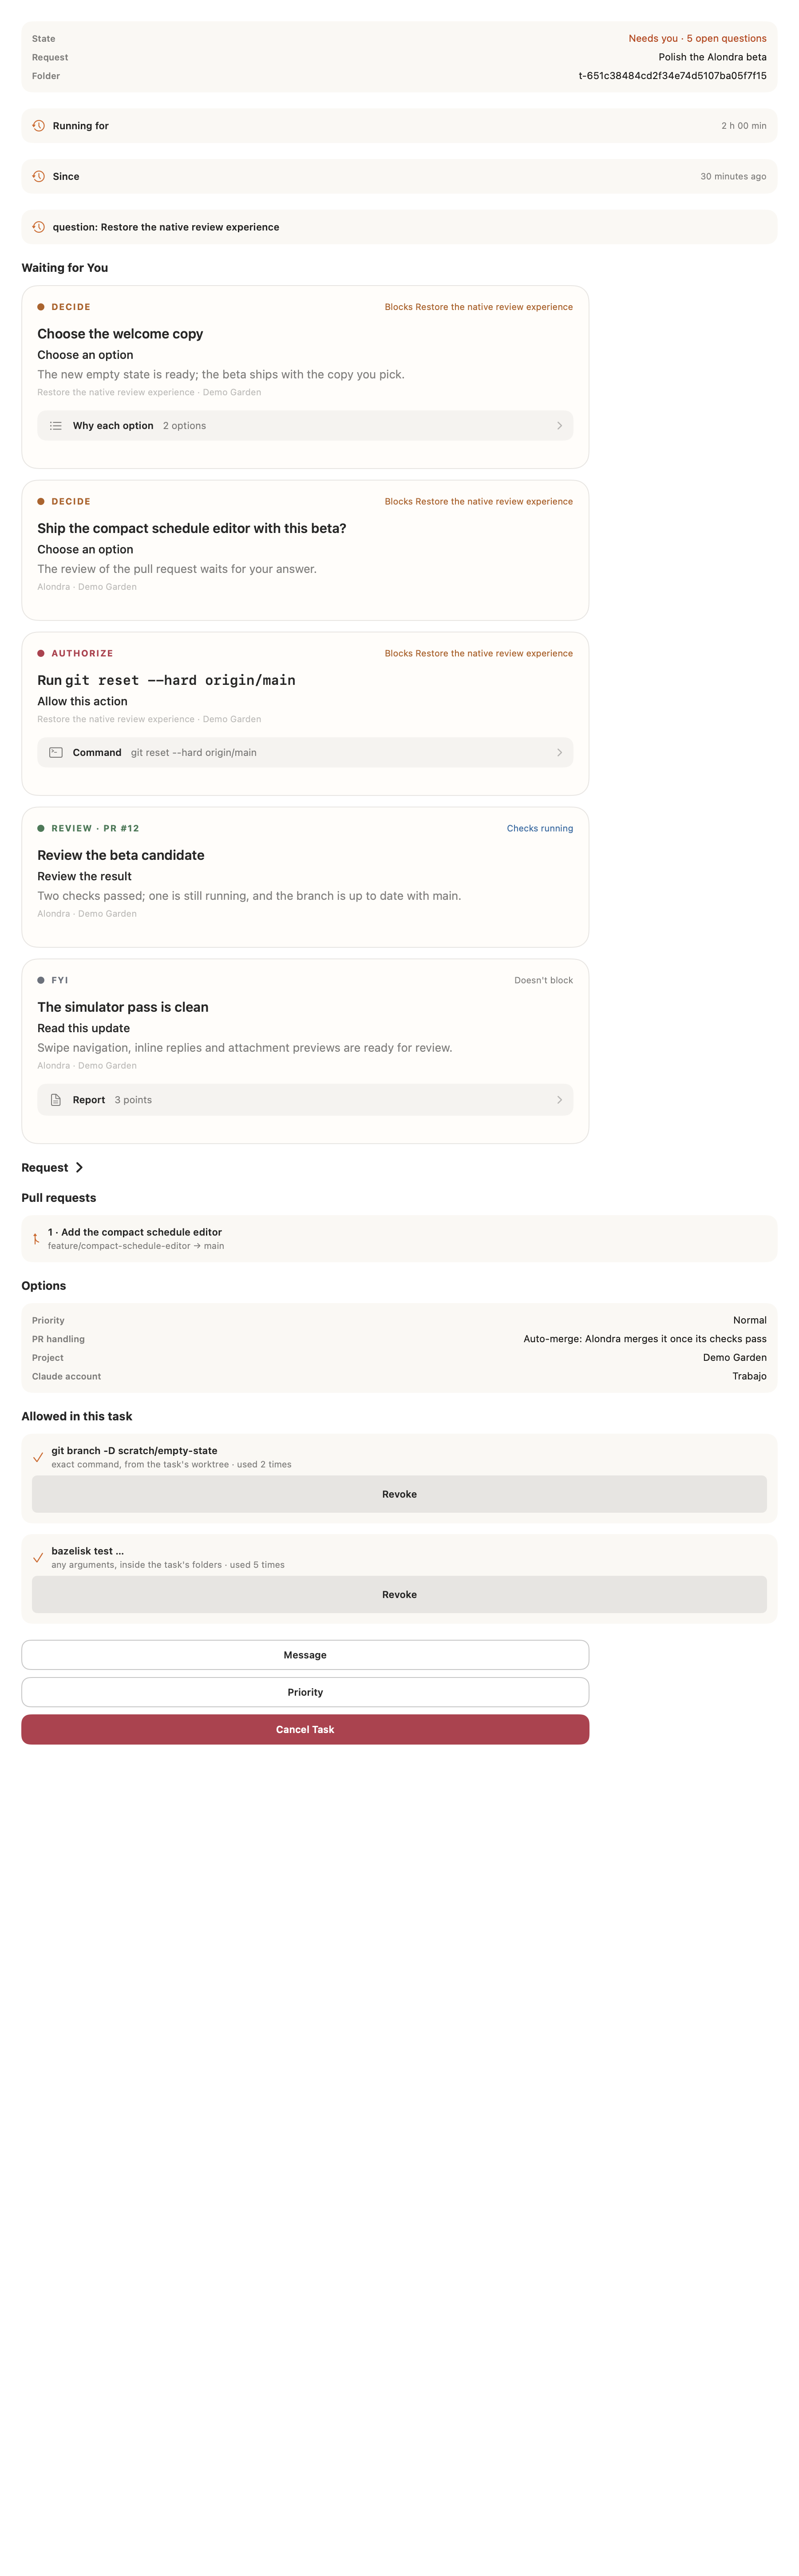 State Needs you · 5 open questions
Request Polish the Alondra beta
Folder t-651c38484cd2f34e74d5107ba05f7f15
Running for 2 h 00 min
Since 30 minutes ago
question: Restore the native review experience
Waiting for You
DECIDE Blocks Restore the native review experience
Choose the welcome copy
Choose an option
The new empty state is ready; the beta ships with the copy you pick.
Restore the native review experience · Demo Garden
Why each option 2 options
DECIDE Blocks Restore the native review experience
Ship the compact schedule editor with this beta?
Choose an option
The review of the pull request waits for your answer.
Alondra · Demo Garden
AUTHORIZE Blocks Restore the native review experience
Run git reset --hard origin/main
Allow this action
Restore the native review experience · Demo Garden
Command git reset --hard origin/main
REVIEW · PR #12 Checks running
Review the beta candidate
Review the result
Two checks passed; one is still running, and the branch is up to date with main.
Alondra · Demo Garden
FYI Doesn't block
The simulator pass is clean
Read this update
Swipe navigation, inline replies and attachment previews are ready for review.
Alondra · Demo Garden
Report 3 points
Request
Pull requests
1 · Add the compact schedule editor
feature/compact-schedule-editor → main
Options
Priority Normal
PR handling Auto-merge: Alondra merges it once its checks pass
Project Demo Garden
Claude account Trabajo
Allowed in this task
git branch -D scratch/empty-state
exact command, from the task's worktree · used 2 times
Revoke
bazelisk test ...
any arguments, inside the task's folders · used 5 times
Revoke
Message
Priority
Cancel Task